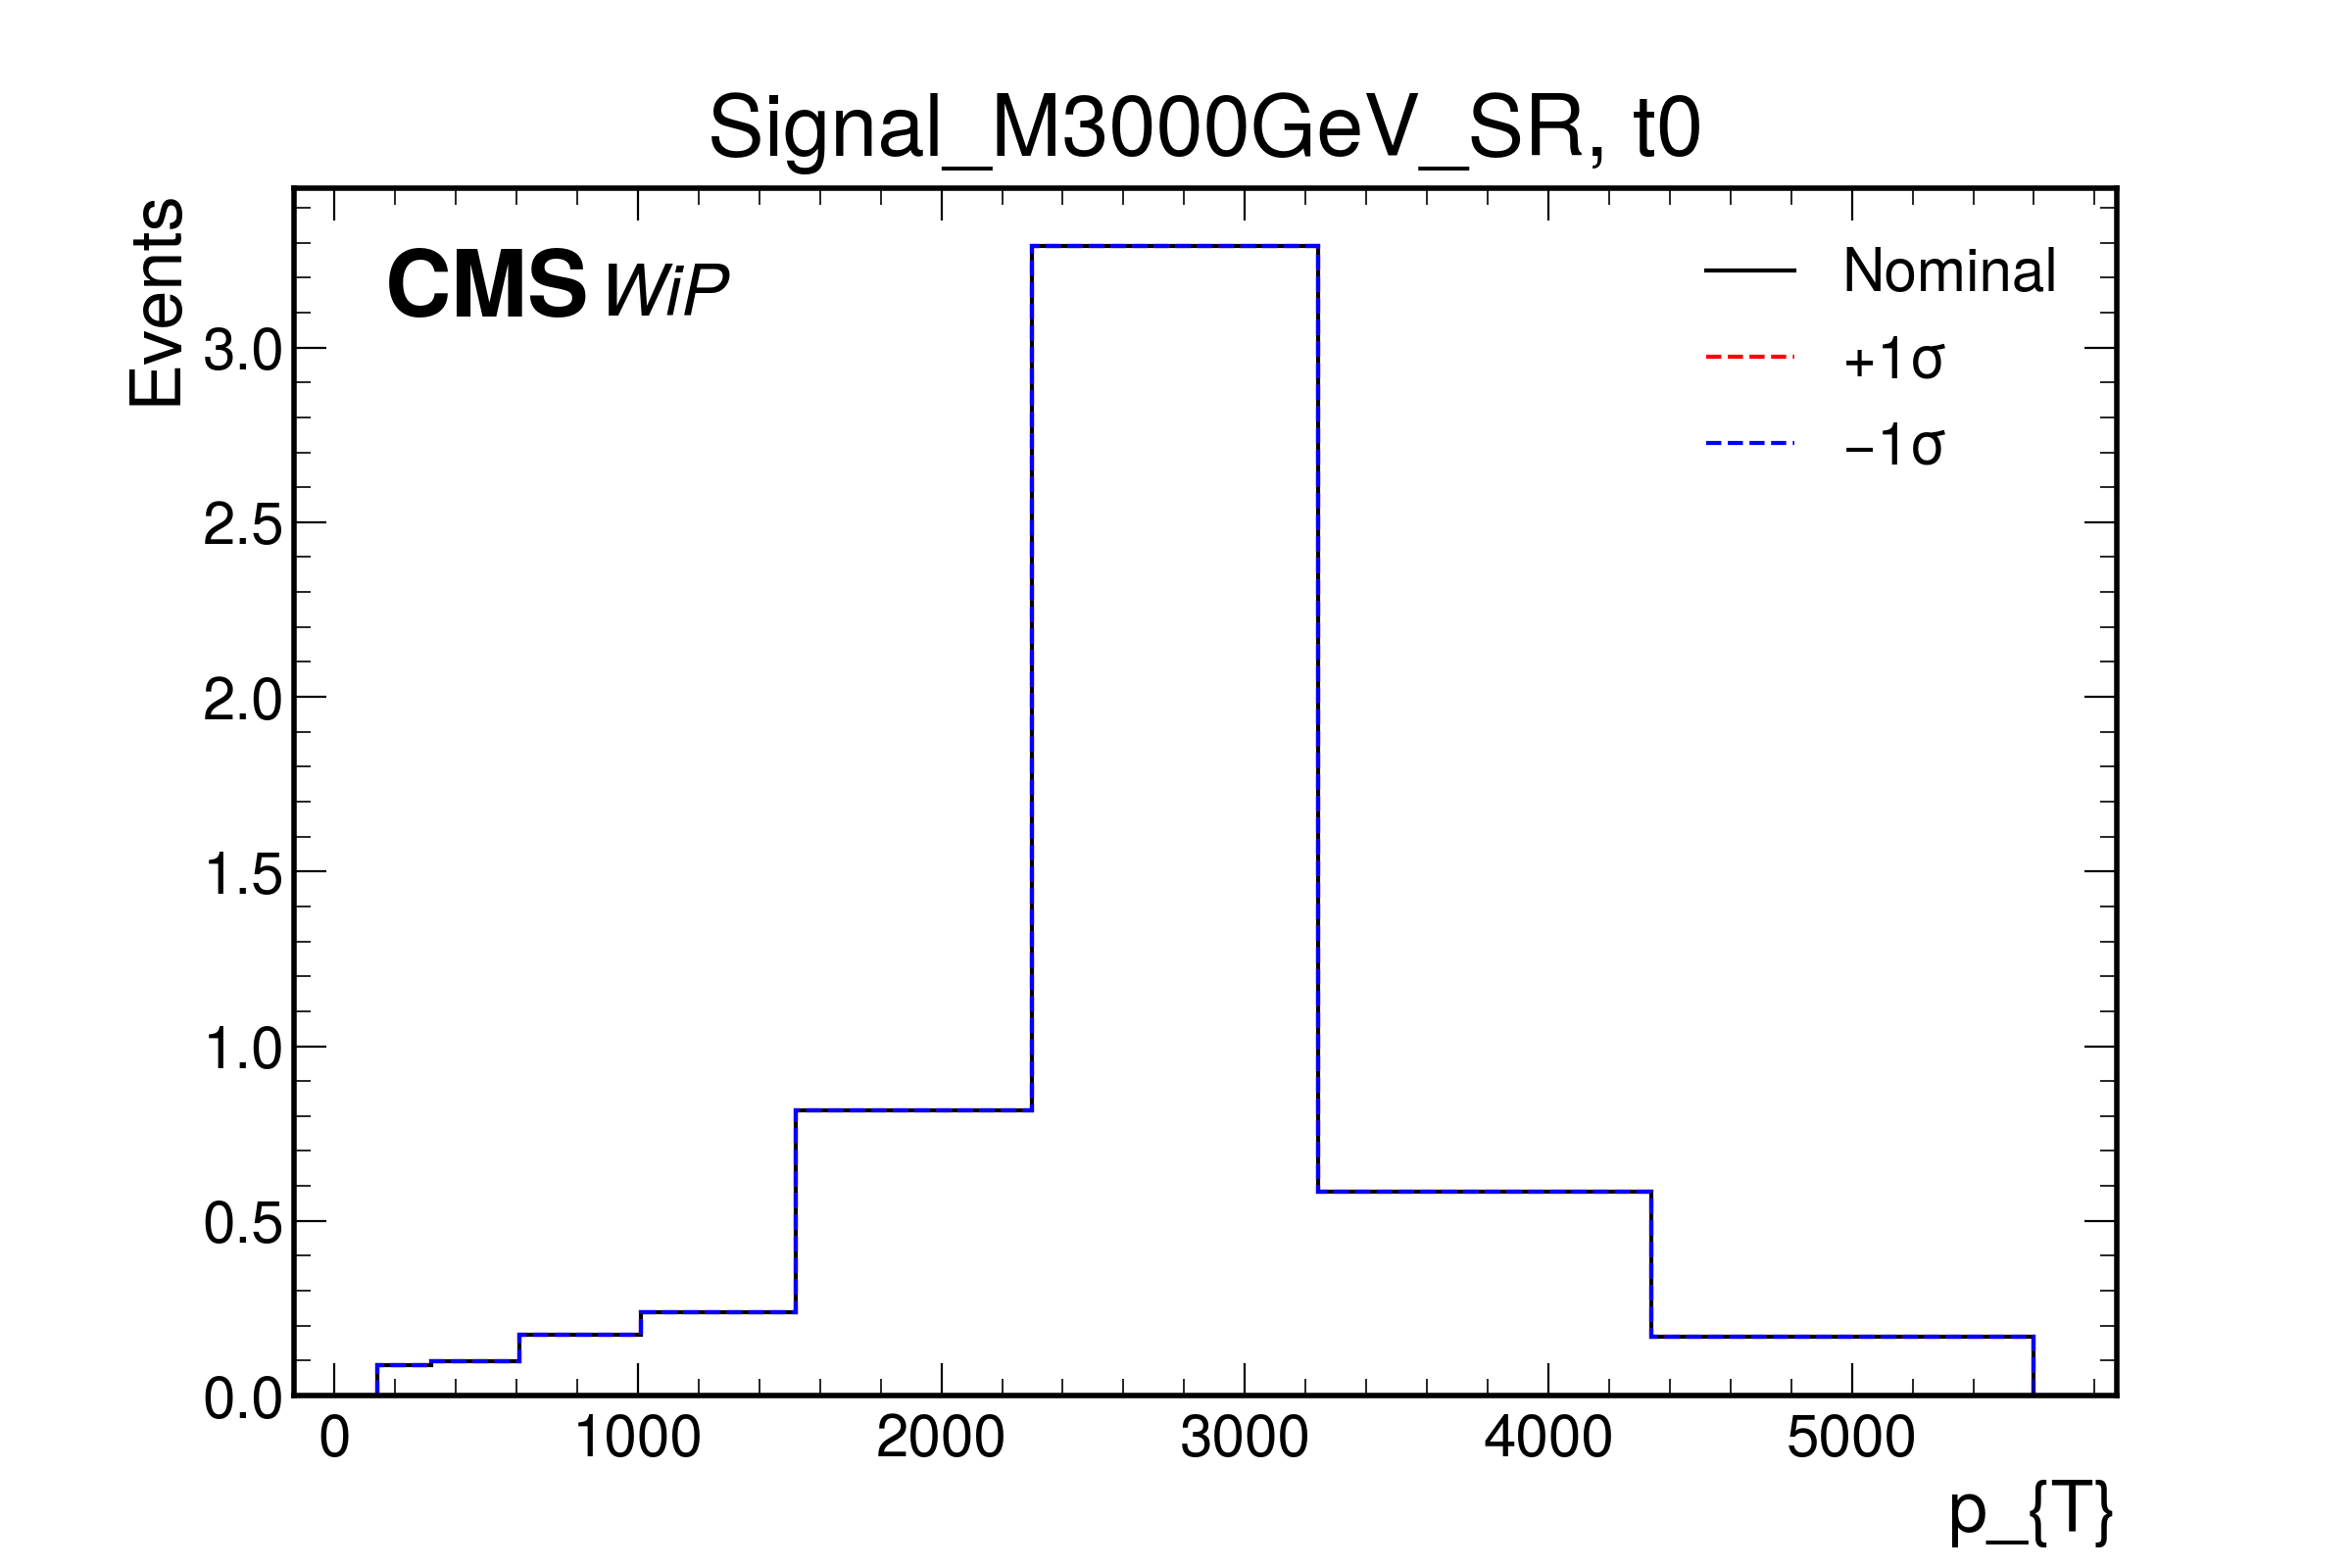 Signal_M3000GeV_SR, t0
Events
CMS WiP
Nominal
+1σ
−1σ
3.0
2.5
2.0
1.5
1.0
0.5
0.0
0 1000 2000 3000 4000 5000
p_{T}